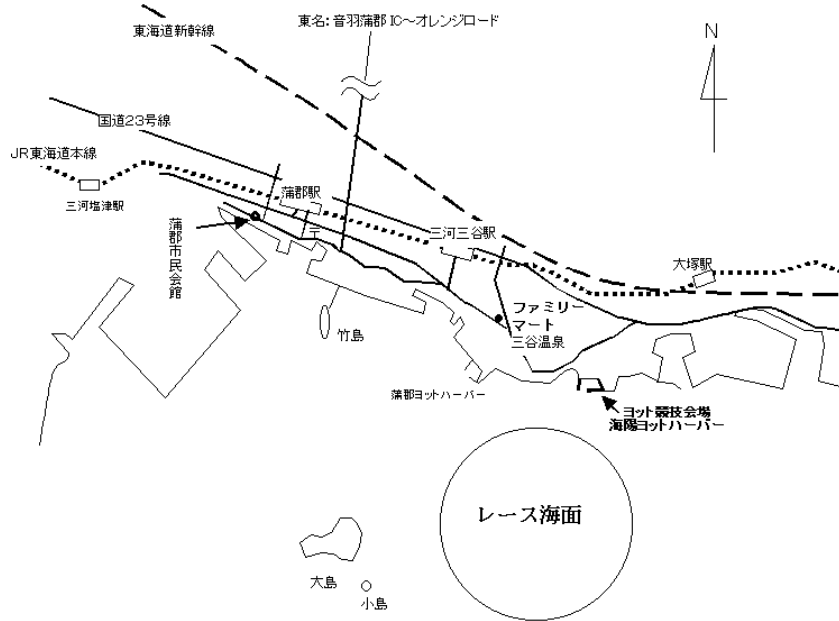 東名：音羽蒲郡IC～オレンジロード
東海道新幹線
N
国道23号線
JR東海道本線
三河塩津駅
蒲郡駅
〒
蒲郡市民会館
三河三谷駅
大塚駅
ファミリー
マート
三谷温泉
竹島
蒲郡ヨットハーバー
ヨット競技会場
海陽ヨットハーバー
レース海面
大島
小島